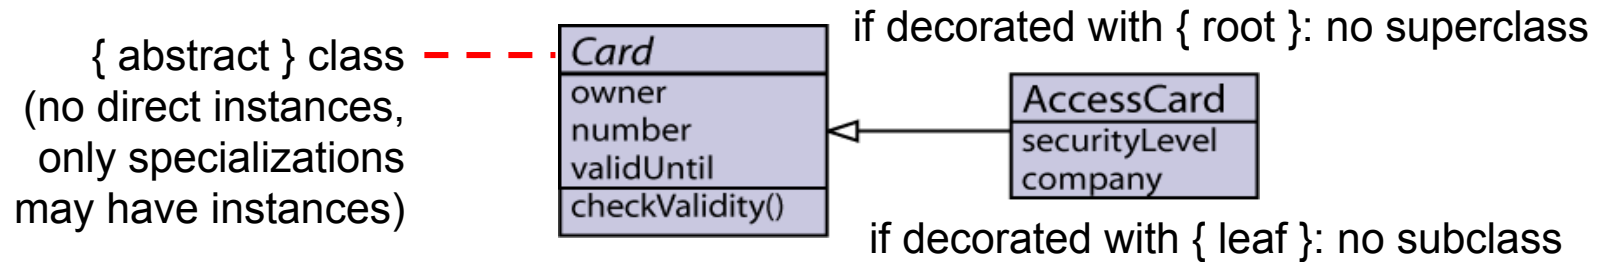 { abstract } class
(no direct instances,
only specializations
may have instances)
Card
owner
number
validUntil
checkValidity()
if decorated with { root }: no superclass
AccessCard
securityLevel
company
if decorated with { leaf }: no subclass